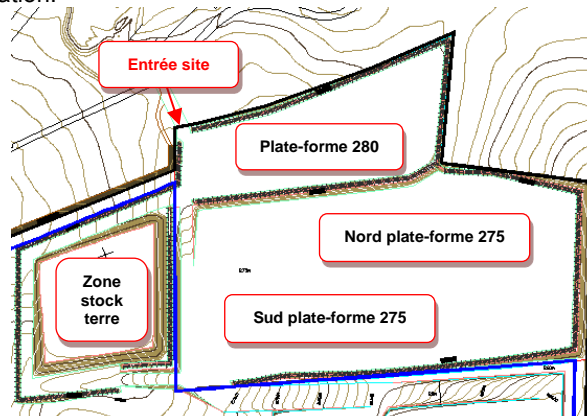 ation.
Entrée site
Plate-forme 280
Nord plate-forme 275
Zone
stock
terre
Sud plate-forme 275